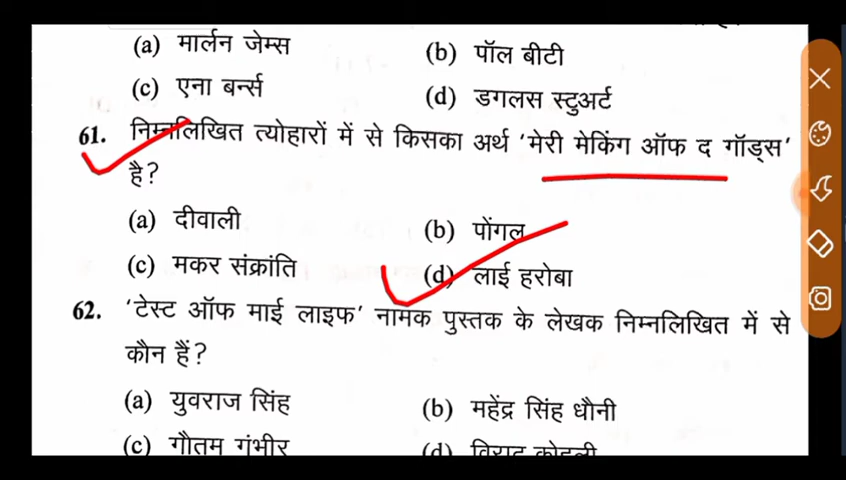 (a) मार्लन जेम्स (b) पॉल बीटी
(c) एना बर्न्स (d) डगलस स्टुअर्ट
61. निम्नलिखित त्योहारों में से किसका अर्थ ‘मेरी मेकिंग ऑफ द गॉड्स’
है?
(a) दीवाली (b) पोंगल
(c) मकर संक्रांति (d) लाई हरोबा
62. ‘टेस्ट ऑफ माई लाइफ’ नामक पुस्तक के लेखक निम्नलिखित में से
कौन हैं?
(a) युवराज सिंह (b) महेंद्र सिंह धौनी
(c) गौतम गंभीर (d) विराट कोहली